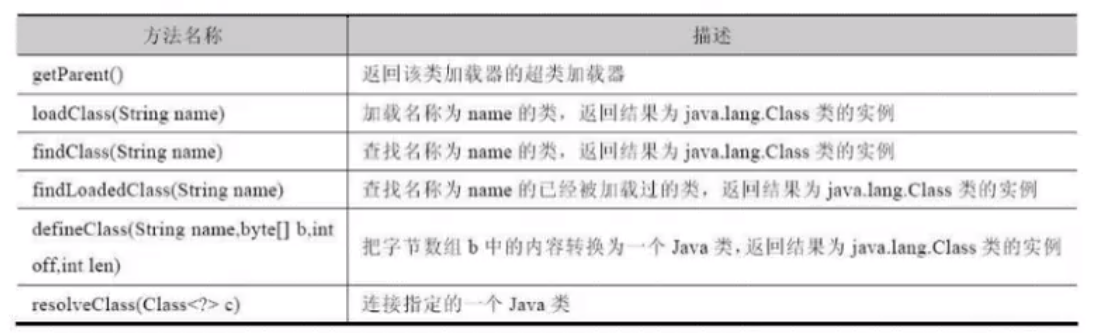 方法名称 描述
getParent() 返回该类加载器的超类加载器
loadClass(String name) 加载名称为 name 的类，返回结果为 java.lang.Class 类的实例
findClass(String name) 查找名称为 name 的类，返回结果为 java.lang.Class 类的实例
findLoadedClass(String name) 查找名称为 name 的已经被加载过的类，返回结果为 java.lang.Class 类的实例
defineClass(String name,byte[] b,int
off,int len) 把字节数组 b 中的内容转换为一个 Java 类，返回结果为 java.lang.Class 类的实例
resolveClass(Class<?> c) 连接指定的一个 Java 类